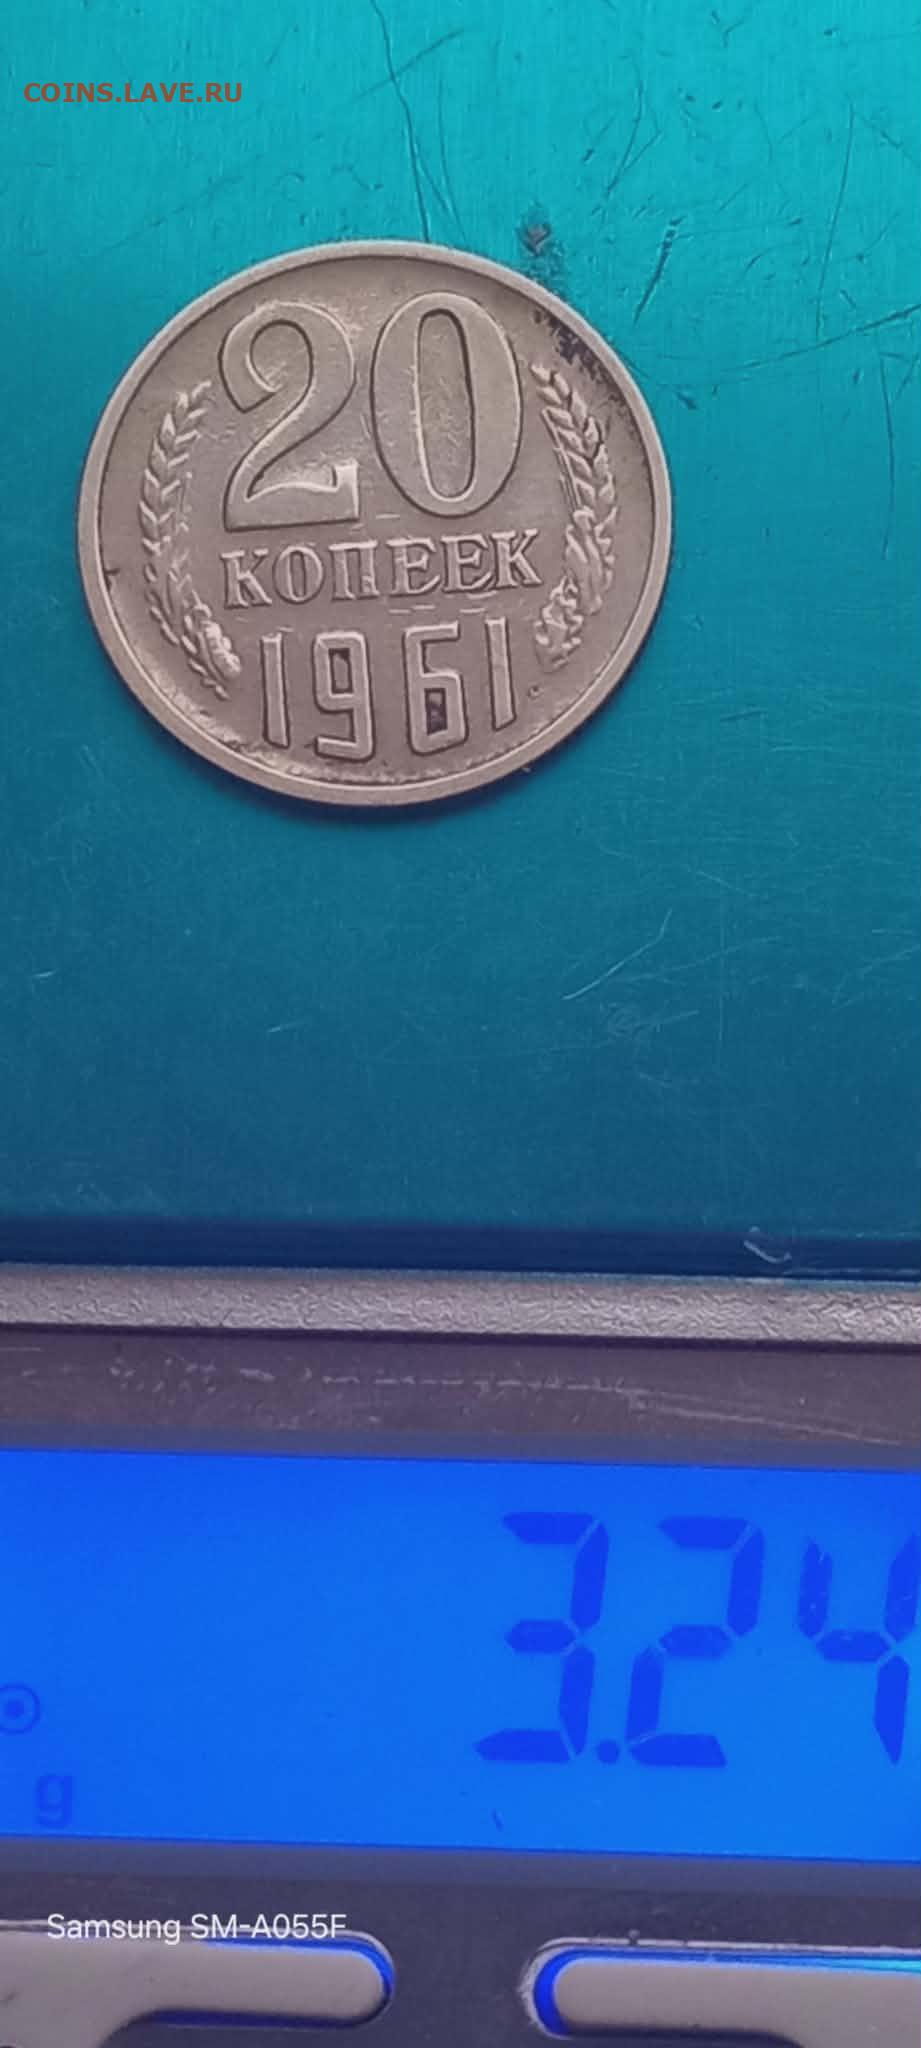 COINS.LAVE.RU
20
КОПЕЕК
1961
3.24
g
Samsung SM-A055F